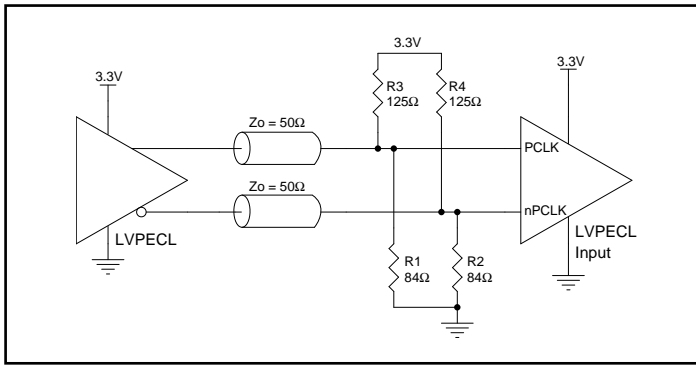 3.3V
3.3V
3.3V
R3
125Ω
R4
125Ω
Zo = 50Ω
PCLK
Zo = 50Ω
nPCLK
LVPECL
LVPECL
Input
R1
84Ω
R2
84Ω